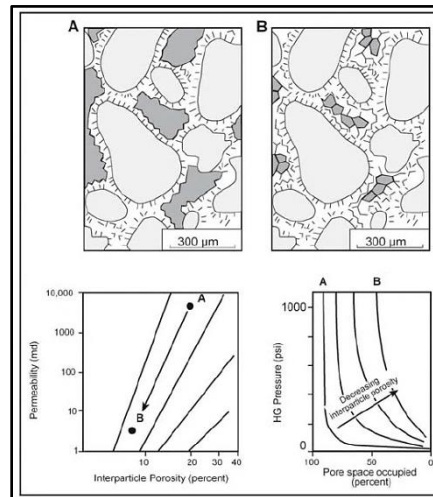 A
B
300 µm
300 µm
10,000
1000
100
10
1
Permeability (md)
A
B
10
20
30
40
Interparticle Porosity (percent)
A
B
1000
0
HG Pressure (psi)
Decreasing
interparticle porosity
100
50
0
Pore space occupied
(percent)